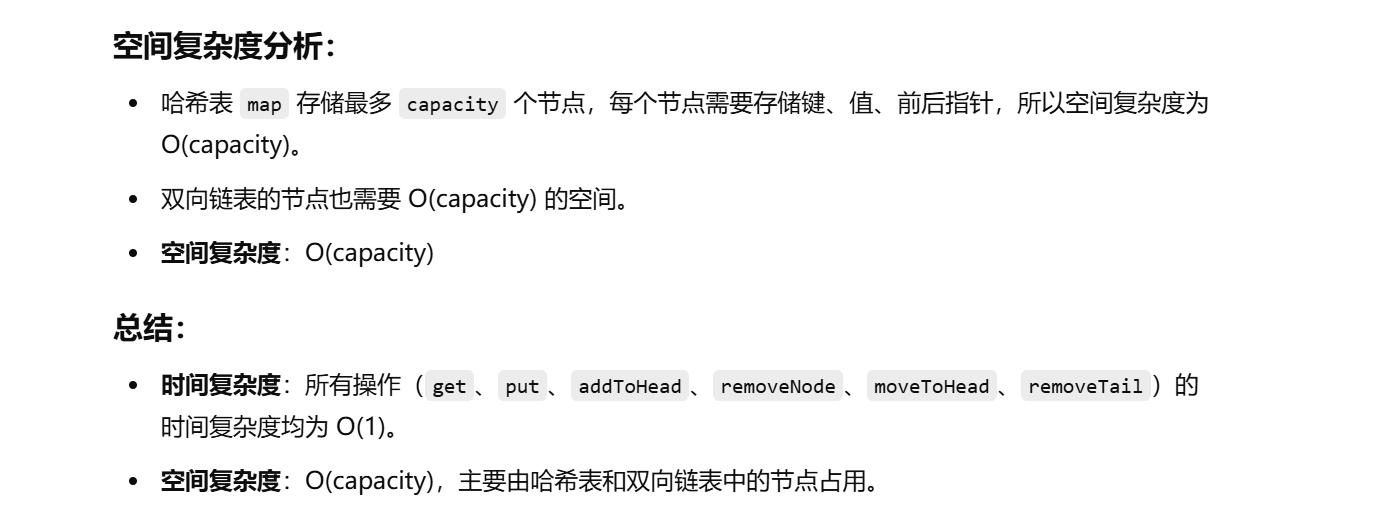 空间复杂度分析：
• 哈希表 map 存储最多 capacity 个节点，每个节点需要存储键、值、前后指针，所以空间复杂度为
O(capacity)。
• 双向链表的节点也需要 O(capacity) 的空间。
• 空间复杂度：O(capacity)
总结：
• 时间复杂度：所有操作（get、put、addToHead、removeNode、moveToHead、removeTail）的
时间复杂度均为 O(1)。
• 空间复杂度：O(capacity)，主要由哈希表和双向链表中的节点占用。